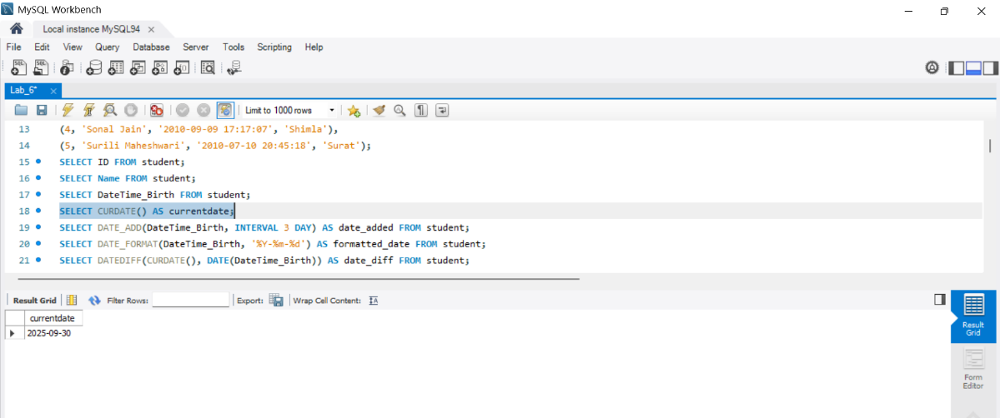 MySQL Workbench
Local instance MySQL94
File Edit View Query Database Server Tools Scripting Help
Lab_6*
Limit to 1000 rows
13 (4, 'Sonal Jain', '2010-09-09 17:17:07', 'Shimla'),
14 (5, 'Surili Maheshwari', '2010-07-10 20:45:18', 'Surat');
15 SELECT ID FROM student;
16 SELECT Name FROM student;
17 SELECT DateTime_Birth FROM student;
18 SELECT CURDATE() AS currentdate;
19 SELECT DATE_ADD(DateTime_Birth, INTERVAL 3 DAY) AS date_added FROM student;
20 SELECT DATE_FORMAT(DateTime_Birth, '%Y-%m-%d') AS formatted_date FROM student;
21 SELECT DATEDIFF(CURDATE(), DATE(DateTime_Birth)) AS date_diff FROM student;
Result Grid Filter Rows: Export: Wrap Cell Content:
currentdate
2025-09-30
Result
Grid
Form
Editor